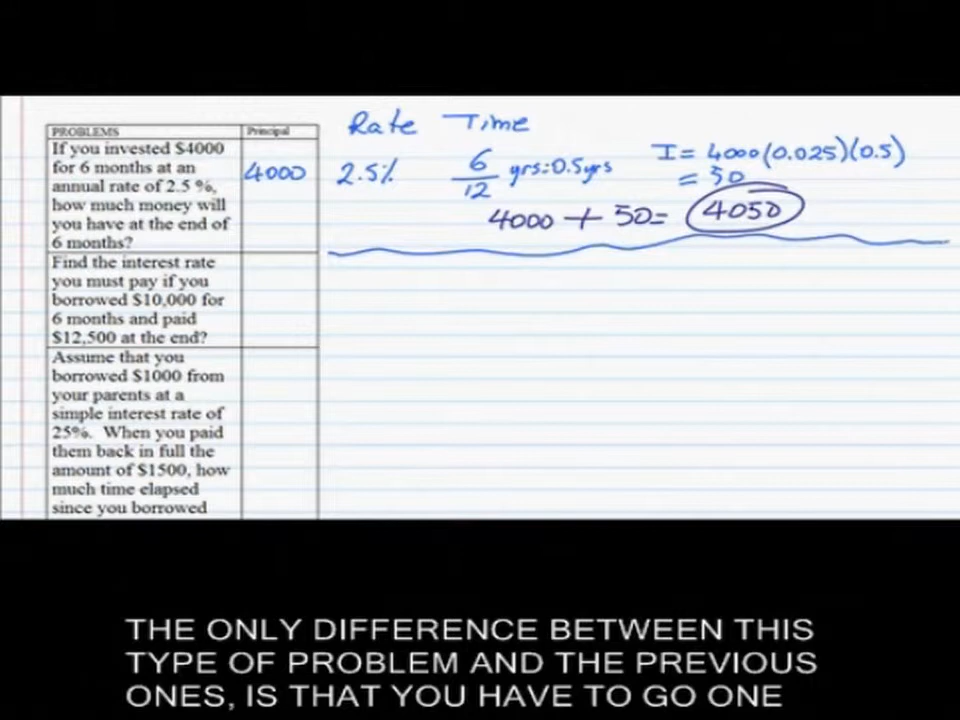 Rate Time
PROBLEMS Principal
If you invested $4000
for 6 months at an
annual rate of 2.5 %,
how much money will
you have at the end of
6 months?
4000 2.5% 6/12 yrs=0.5yrs
I = 4000(0.025)(0.5)
= 50
4000 + 50= 4050
Find the interest rate
you must pay if you
borrowed $10,000 for
6 months and paid
$12,500 at the end?
Assume that you
borrowed $1000 from
your parents at a
simple interest rate of
25%. When you paid
them back in full the
amount of $1500, how
much time elapsed
since you borrowed
THE ONLY DIFFERENCE BETWEEN THIS
TYPE OF PROBLEM AND THE PREVIOUS
ONES, IS THAT YOU HAVE TO GO ONE